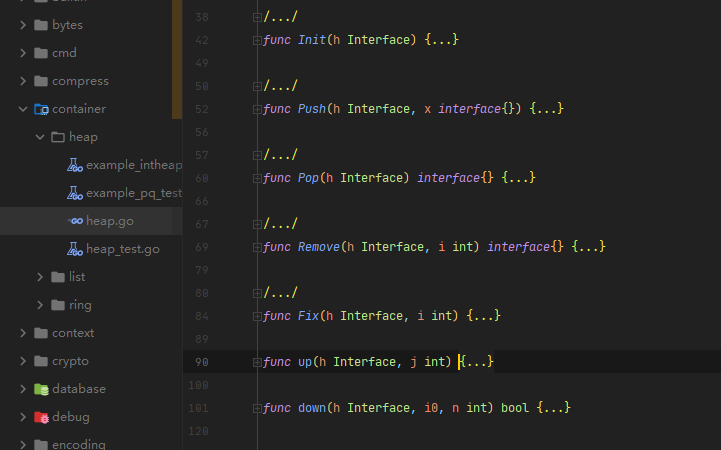 bytes
cmd
compress
container
heap
example_intheap
example_pq_test
heap.go
heap_test.go
list
ring
context
crypto
database
debug
encoding
38 /.../
42 func Init(h Interface) {...}
49
50 /.../
52 func Push(h Interface, x interface{}) {...}
56
57 /.../
60 func Pop(h Interface) interface{} {...}
66
67 /.../
69 func Remove(h Interface, i int) interface{} {...}
79
80 /.../
84 func Fix(h Interface, i int) {...}
89
90 func up(h Interface, j int) {...}
100
101 func down(h Interface, i0, n int) bool {...}
120